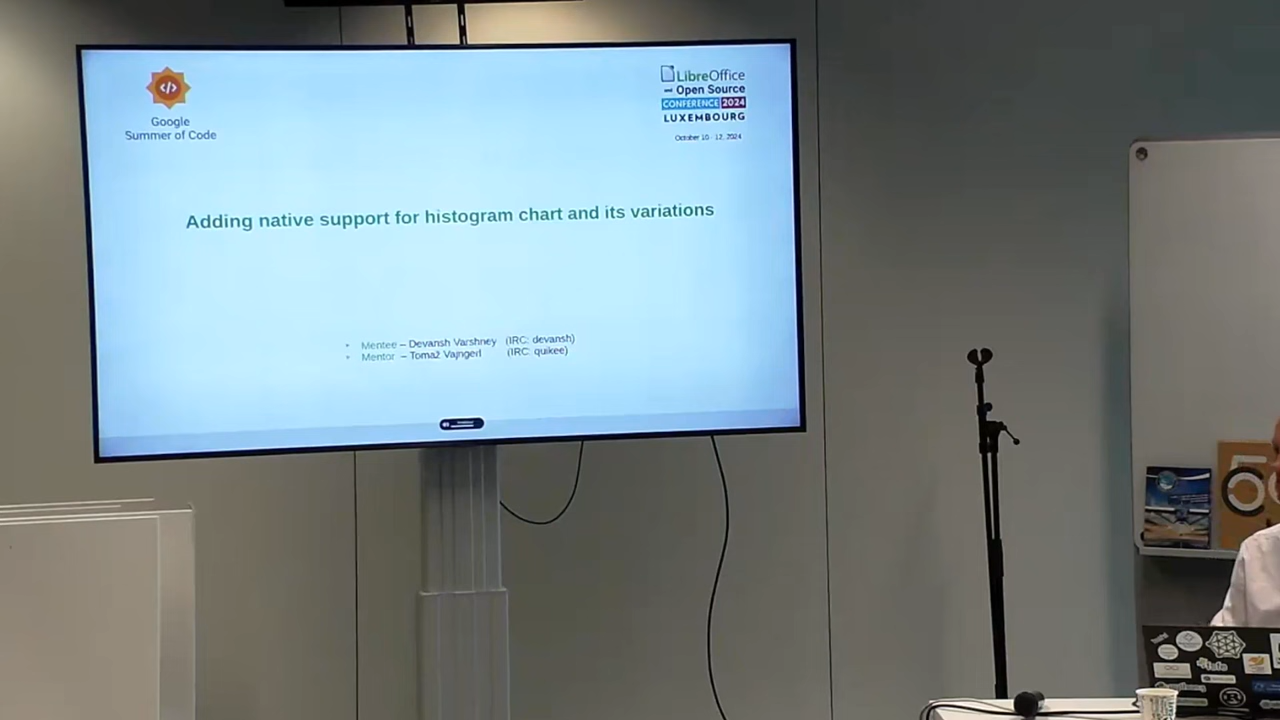 Google
Summer of Code
LibreOffice
and Open Source
CONFERENCE 2024
LUXEMBOURG
October 10 - 12, 2024
Adding native support for histogram chart and its variations
• Mentee – Devansh Varshney (IRC: devansh)
• Mentor – Tomaž Vajngerl (IRC: quikee)